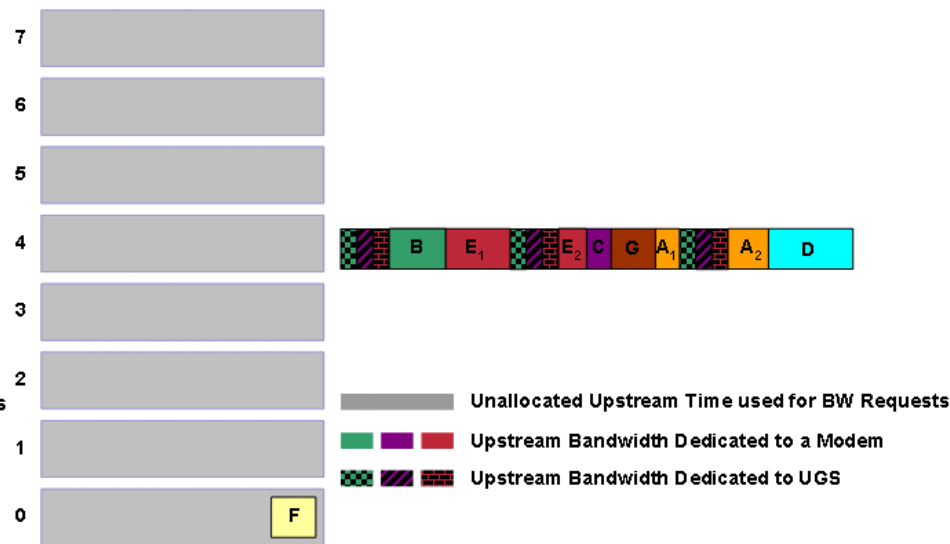 7
6
5
4
B E1 E2 C G A1 A2 D
3
2
s
Unallocated Upstream Time used for BW Requests
1
Upstream Bandwidth Dedicated to a Modem
Upstream Bandwidth Dedicated to UGS
0
F